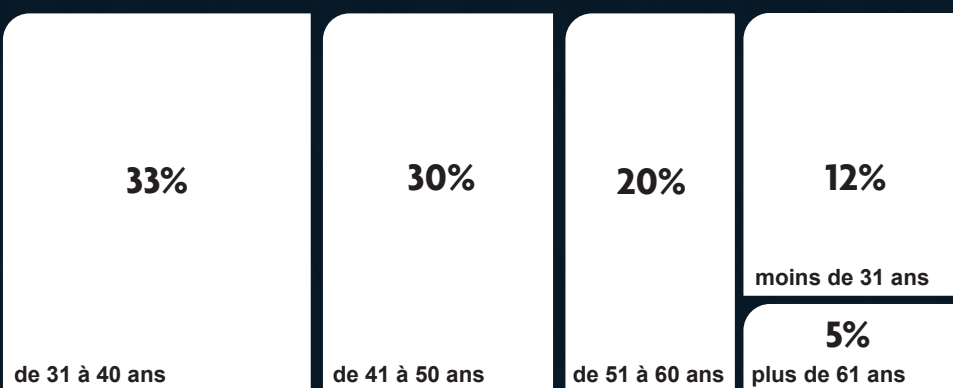 33%
de 31 à 40 ans
30%
de 41 à 50 ans
20%
de 51 à 60 ans
12%
moins de 31 ans
5%
plus de 61 ans